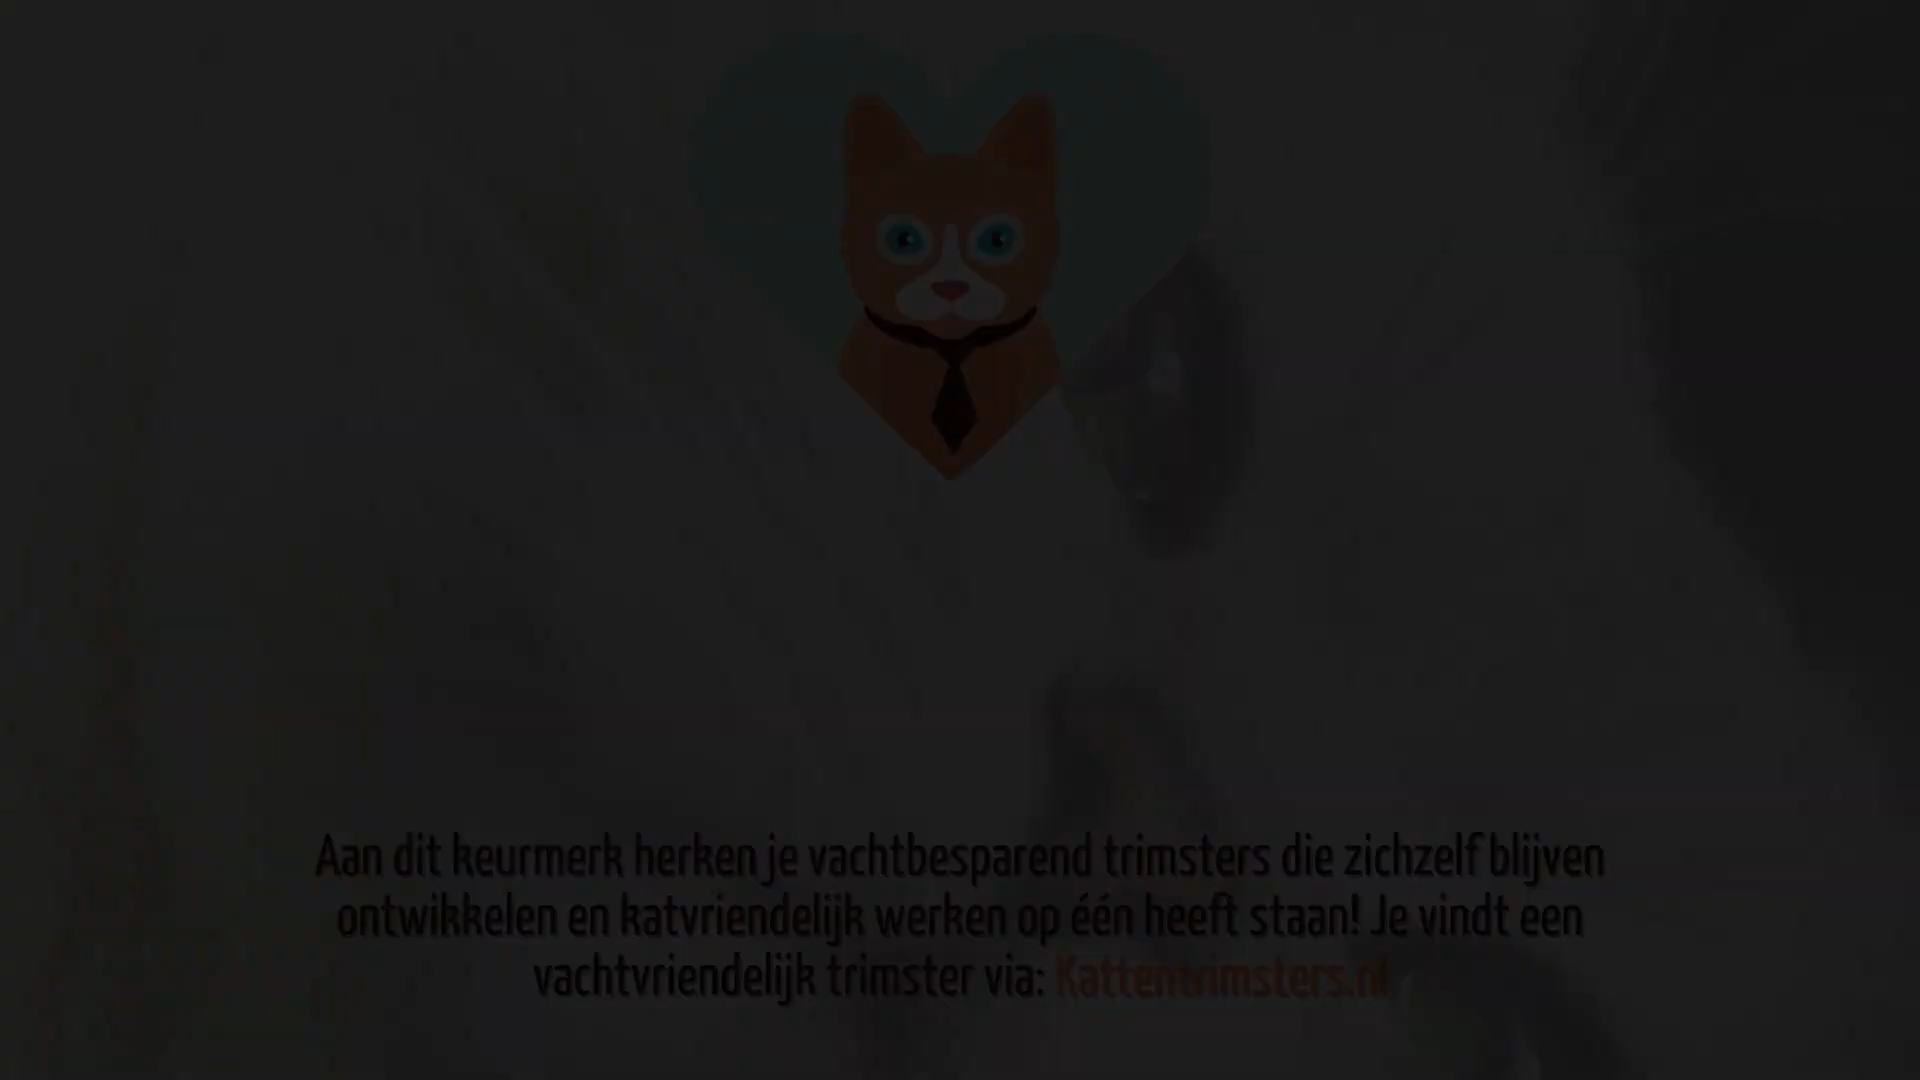 Aan dit keurmerk herken je vachtbesparend trimsters die zichzelf blijven
ontwikkelen en katvriendelijk werken op één heeft staan! Je vindt een
vachtvriendelijk trimster via: Kattentrimsters.nl